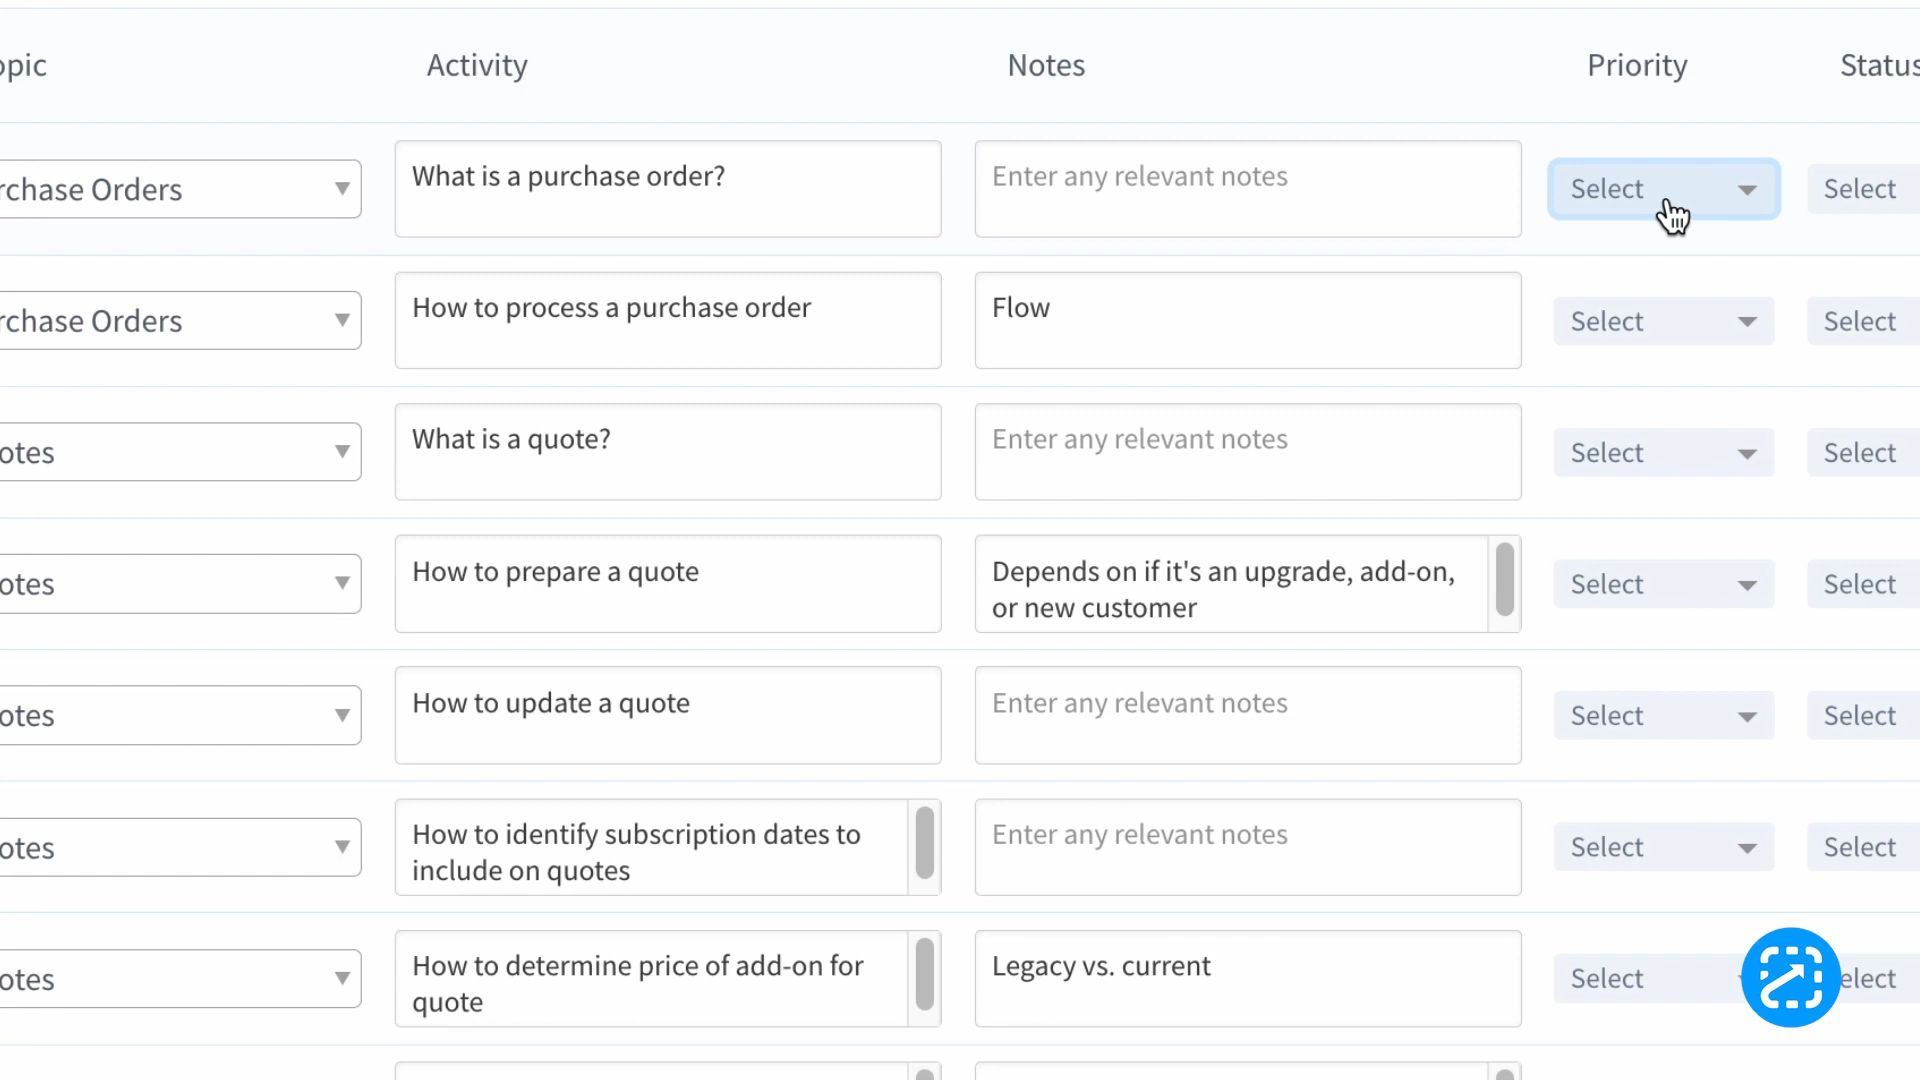 opic Activity Notes Priority Status
rchase Orders What is a purchase order? Enter any relevant notes Select Select
rchase Orders How to process a purchase order Flow Select Select
otes What is a quote? Enter any relevant notes Select Select
otes How to prepare a quote Depends on if it's an upgrade, add-on,
or new customer Select Select
otes How to update a quote Enter any relevant notes Select Select
otes How to identify subscription dates to
include on quotes Enter any relevant notes Select Select
otes How to determine price of add-on for
quote Legacy vs. current Select elect